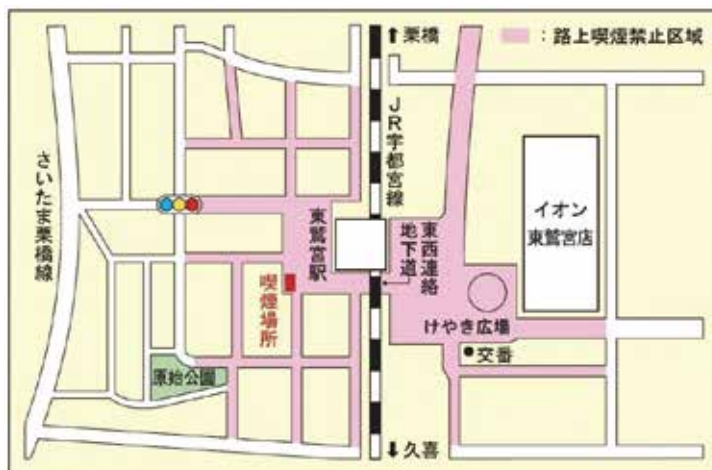 ↑栗橋
：路上喫煙禁止区域
JR宇都宮線
さいたま栗橋線
東鷲宮駅
東西連絡
地下道
イオン
東鷲宮店
喫煙場所
けやき広場
交番
原始公園
↓久喜